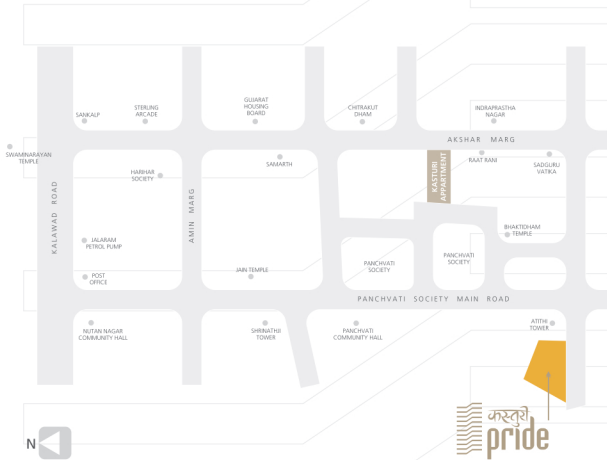 SANKALP
STERLING
ARCADE
GUJARAT
HOUSING
BOARD
CHITRAKUT
DHAM
INDRAPRASTHA
NAGAR
AKSHAR MARG
SWAMINARAYAN
TEMPLE
HARIHAR
SOCIETY
SAMARTH
KASTURI
APPARTMENT
RAAT RANI
SADGURU
VATIKA
KALAWAD ROAD
AMIN MARG
JALARAM
PETROL PUMP
BHAKTIDHAM
TEMPLE
POST
OFFICE
JAIN TEMPLE
PANCHVATI
SOCIETY
PANCHVATI
SOCIETY
PANCHVATI SOCIETY MAIN ROAD
NUTAN NAGAR
COMMUNITY HALL
SHRINATHJI
TOWER
PANCHVATI
COMMUNITY HALL
ATITHI
TOWER
N
कस्तुरी
pride